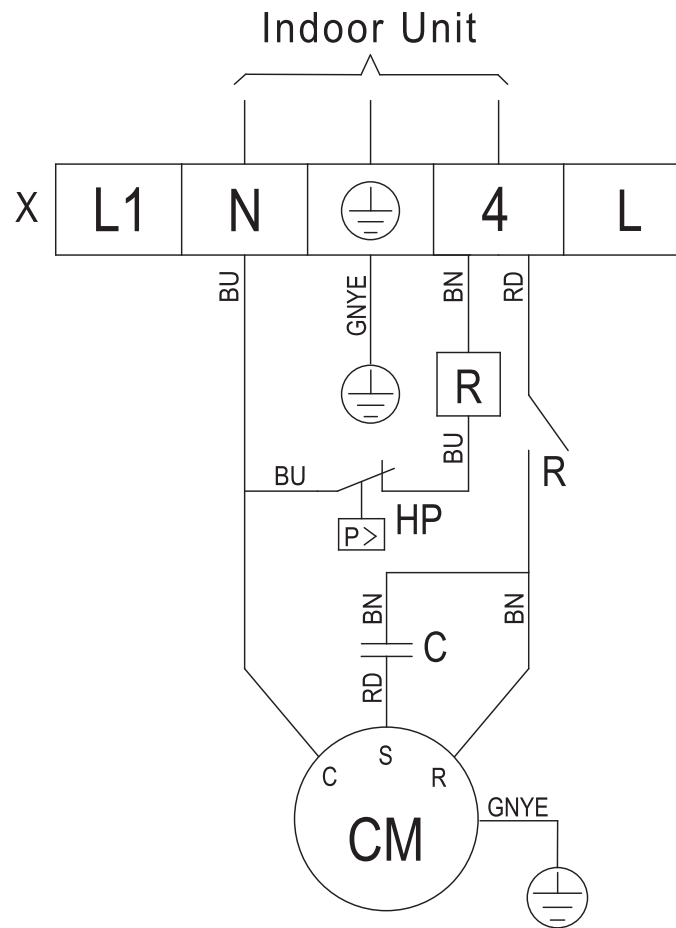 Indoor Unit
X L1 N 4 L
BU GNYE BN RD
R
BU
R
BU
HP
P>
BN BN
C
RD
S
C R
GNYE
CM